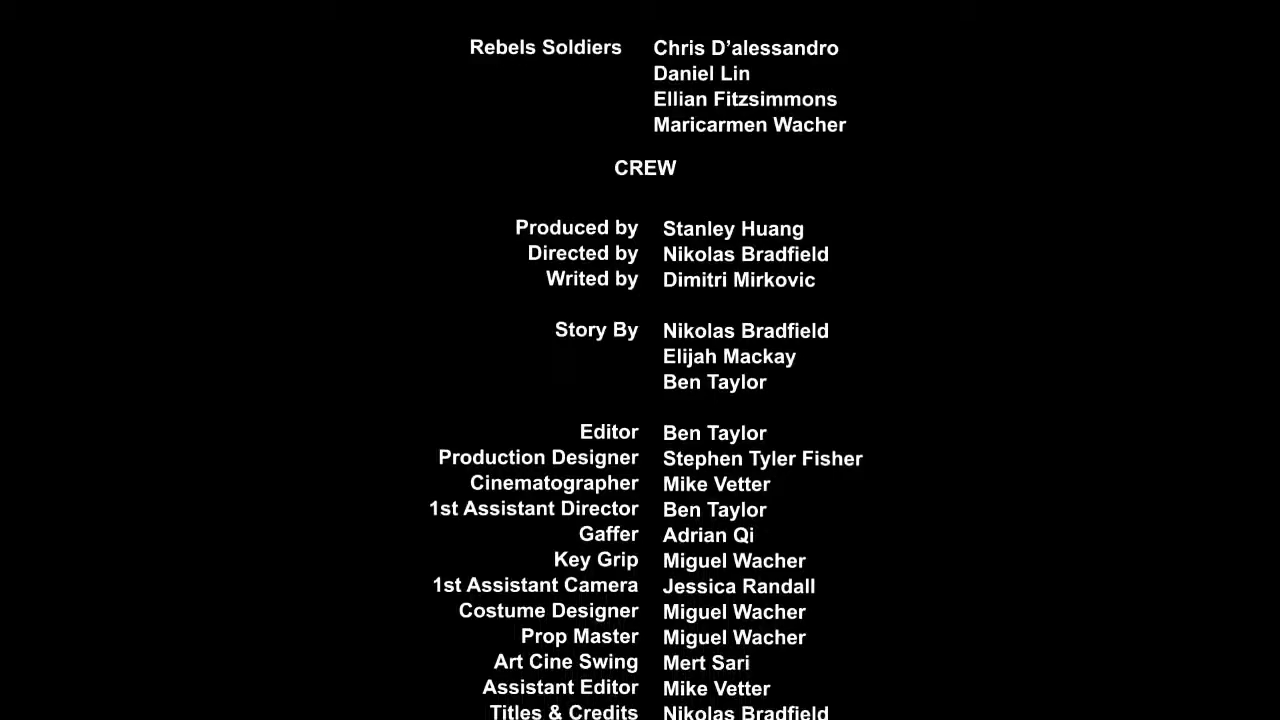 Rebels Soldiers Chris D’alessandro
Daniel Lin
Ellian Fitzsimmons
Maricarmen Wacher
CREW
Produced by Stanley Huang
Directed by Nikolas Bradfield
Writed by Dimitri Mirkovic
Story By Nikolas Bradfield
Elijah Mackay
Ben Taylor
Editor Ben Taylor
Production Designer Stephen Tyler Fisher
Cinematographer Mike Vetter
1st Assistant Director Ben Taylor
Gaffer Adrian Qi
Key Grip Miguel Wacher
1st Assistant Camera Jessica Randall
Costume Designer Miguel Wacher
Prop Master Miguel Wacher
Art Cine Swing Mert Sari
Assistant Editor Mike Vetter
Titles & Credits Nikolas Bradfield